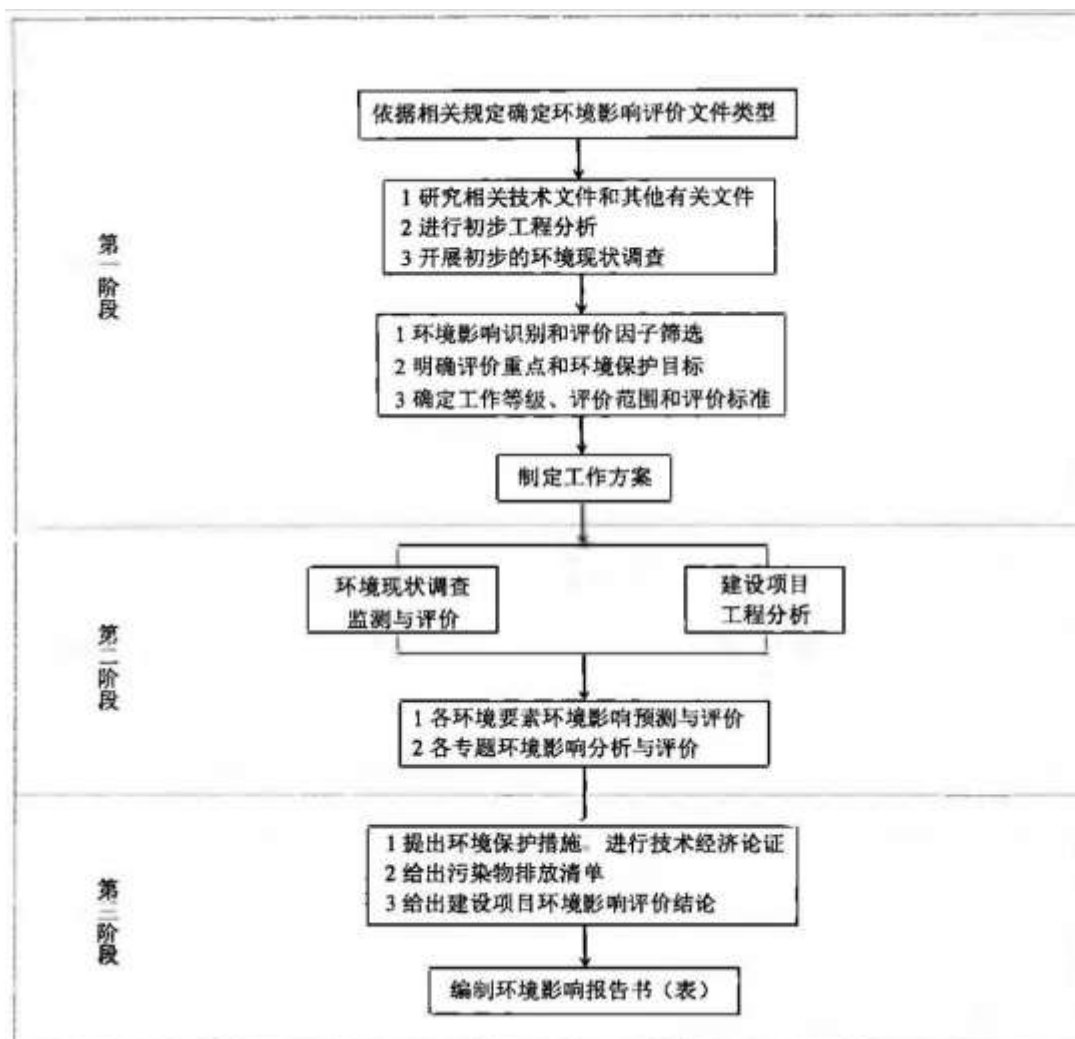 依据相关规定确定环境影响评价文件类型
1 研究相关技术文件和其他有关文件
2 进行初步工程分析
3 开展初步的环境现状调查
第一阶段
1 环境影响识别和评价因子筛选
2 明确评价重点和环境保护目标
3 确定工作等级、评价范围和评价标准
制定工作方案
环境现状调查
监测与评价
建设项目
工程分析
第二阶段
1 各环境要素环境影响预测与评价
2 各专题环境影响分析与评价
1 提出环境保护措施。进行技术经济论证
2 给出污染物排放清单
3 给出建设项目环境影响评价结论
第三阶段
编制环境影响报告书（表）